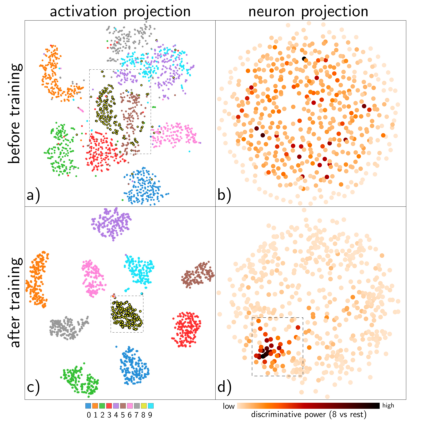 activation projection
neuron projection
before training
a)
b)
after training
c)
d)
0 1 2 3 4 5 6 7 8 9
low
high
discriminative power (8 vs rest)